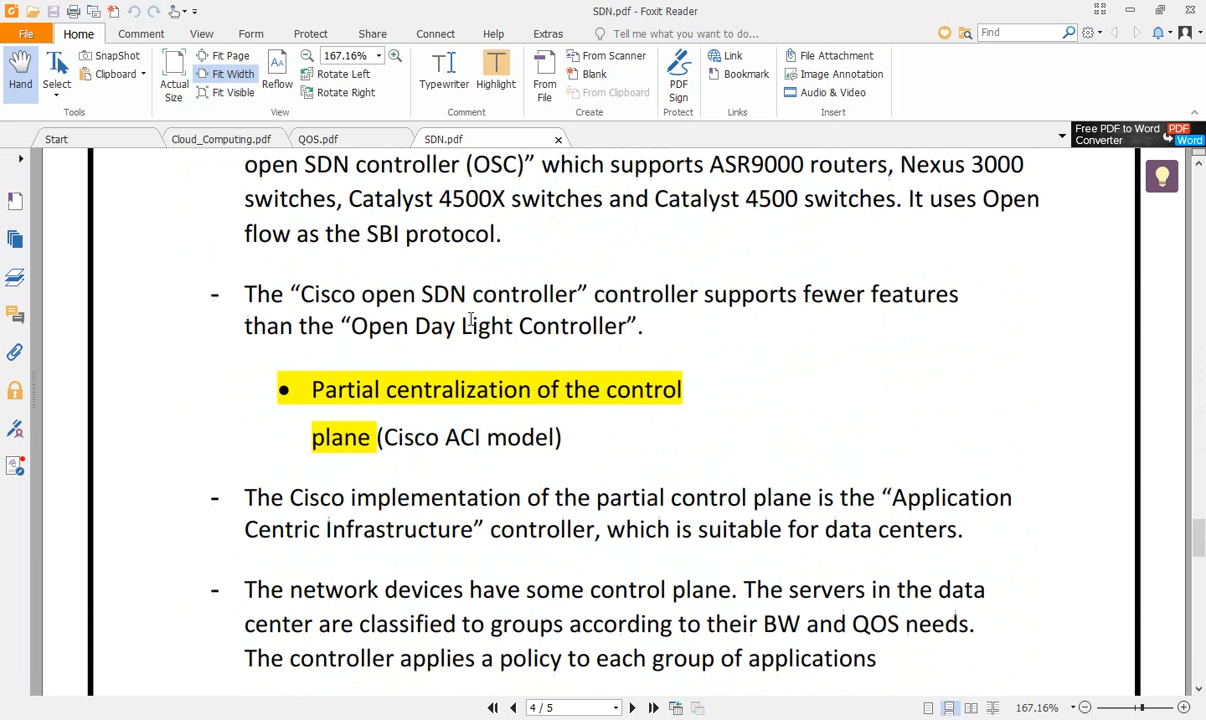 SDN.pdf - Foxit Reader
File Home Comment View Form Protect Share Connect Help Extras Tell me what you want to do... Find
Hand Select SnapShot Clipboard Actual Size Fit Page Fit Width Fit Visible Reflow 167.16% Rotate Left Rotate Right Typewriter Highlight From File From Scanner Blank From Clipboard PDF Sign Link Bookmark File Attachment Image Annotation Audio & Video
Tools View Comment Create Protect Links Insert
Start Cloud_Computing.pdf QOS.pdf SDN.pdf Free PDF to Word Converter PDF Word
open SDN controller (OSC)” which supports ASR9000 routers, Nexus 3000
switches, Catalyst 4500X switches and Catalyst 4500 switches. It uses Open
flow as the SBI protocol.
- The “Cisco open SDN controller” controller supports fewer features
than the “Open Day Light Controller”.
• Partial centralization of the control
plane (Cisco ACI model)
- The Cisco implementation of the partial control plane is the “Application
Centric Infrastructure” controller, which is suitable for data centers.
- The network devices have some control plane. The servers in the data
center are classified to groups according to their BW and QOS needs.
The controller applies a policy to each group of applications
4 / 5 167.16%